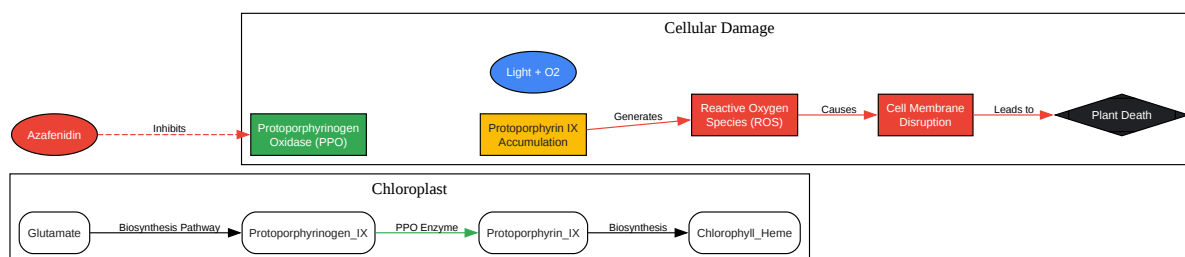 Cellular Damage
Light + O2
Azafenidin
Inhibits
Protoporphyrinogen
Oxidase (PPO)
Protoporphyrin IX
Accumulation
Generates
Reactive Oxygen
Species (ROS)
Causes
Cell Membrane
Disruption
Leads to
Plant Death
Chloroplast
Glutamate
Biosynthesis Pathway
Protoporphyrinogen_IX
PPO Enzyme
Protoporphyrin_IX
Biosynthesis
Chlorophyll_Heme